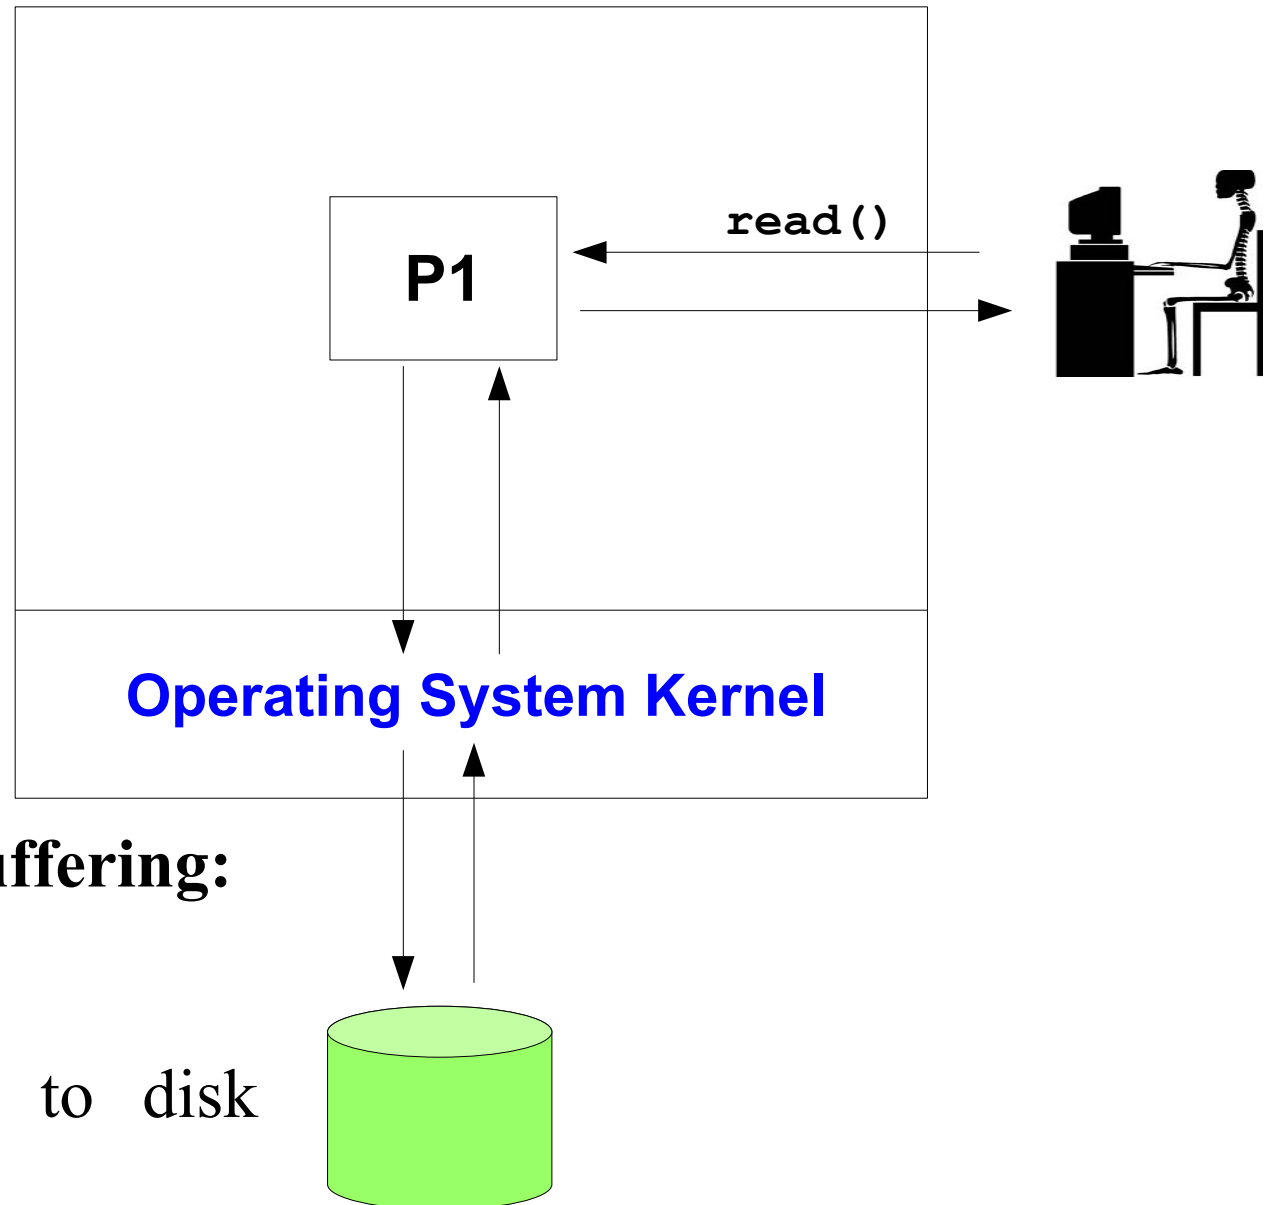 read()
P1
Operating System Kernel
uffering:
to disk